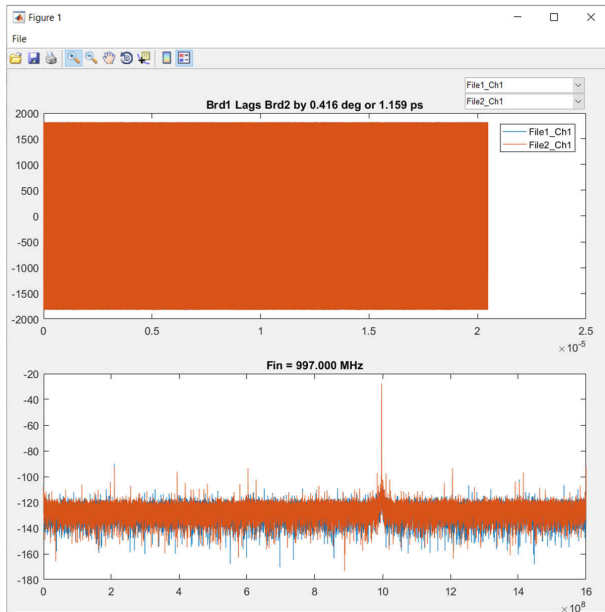 Figure 1
File
File1_Ch1
File2_Ch1
Brd1 Lags Brd2 by 0.416 deg or 1.159 ps
2000
1500
1000
500
0
-500
-1000
-1500
-2000
File1_Ch1
File2_Ch1
0 0.5 1 1.5 2 2.5
× 10^-5
Fin = 997.000 MHz
-20
-40
-60
-80
-100
-120
-140
-160
-180
0 2 4 6 8 10 12 14 16
× 10^8